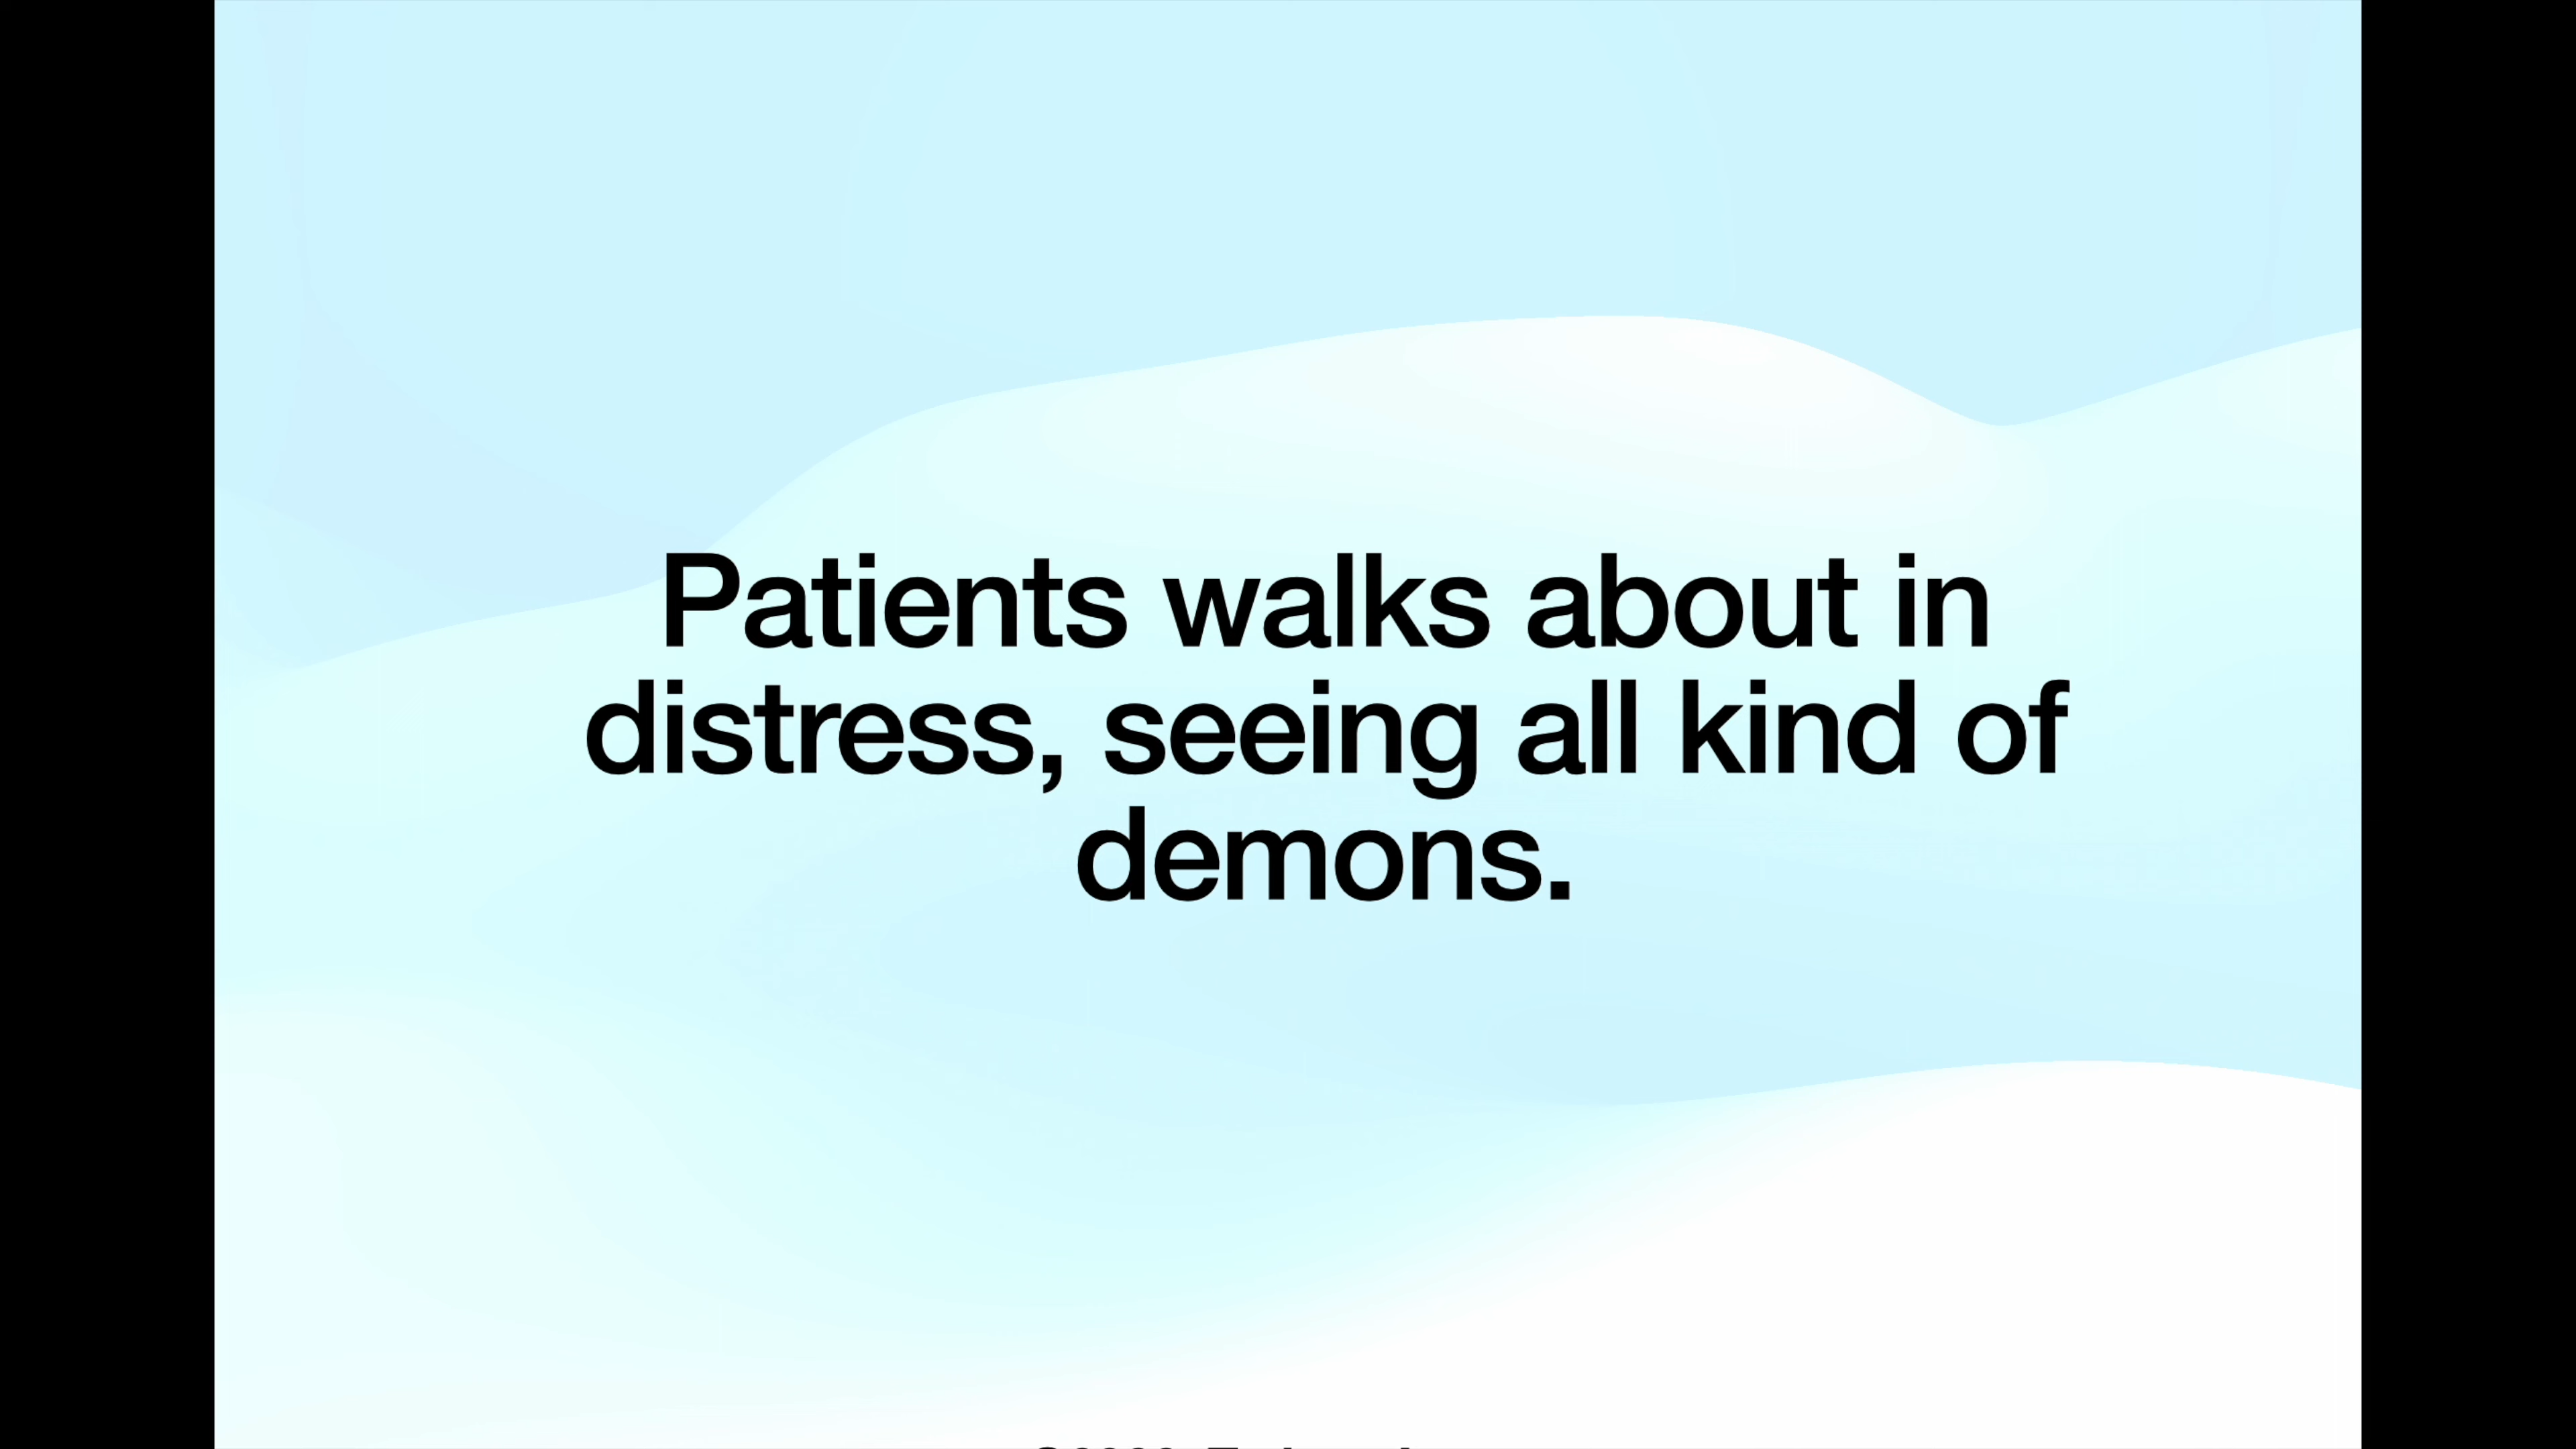 Patients walks about in
distress, seeing all kind of
demons.